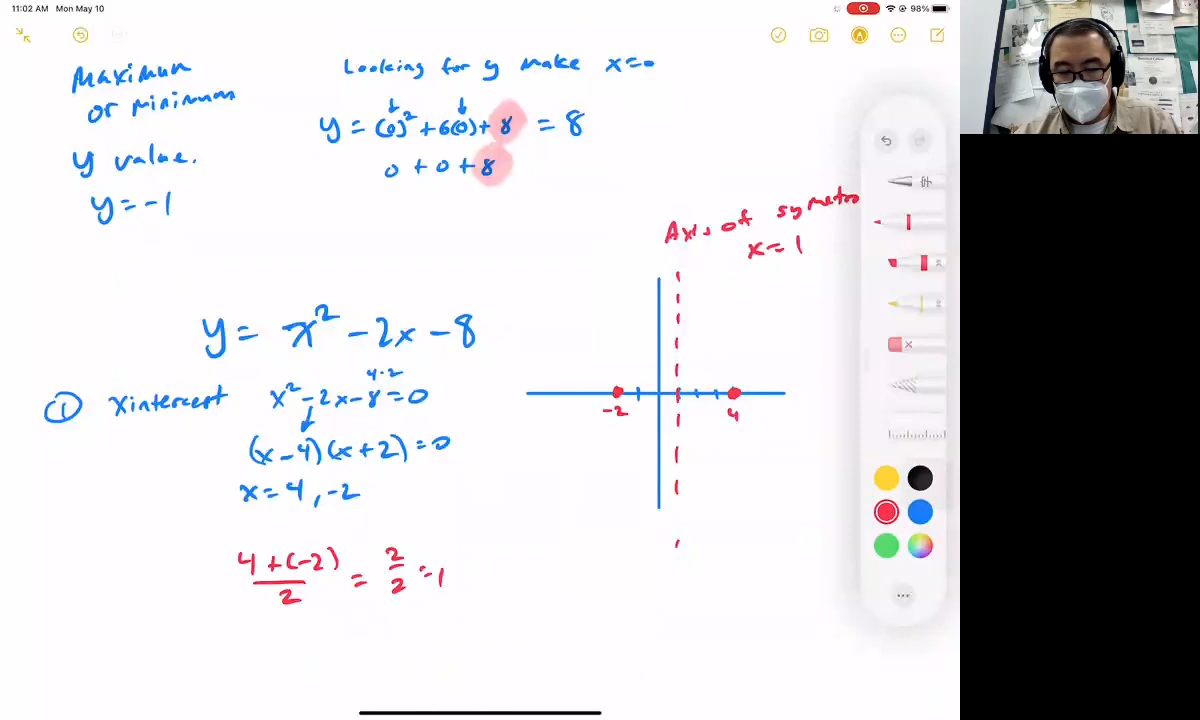 11:02 AM Mon May 10
98%
Maximum
or minimum
y value.
y = -1
Looking for y make x=0
y = (0)² + 6(0) + 8 = 8
0 + 0 + 8
Axis of symetry
x = 1
y = x² - 2x - 8
① x intercept x² - 2x - 8 = 0
4·2
(x - 4)(x + 2) = 0
x = 4, -2
4 + (-2) / 2 = 2/2 = 1
-2
4